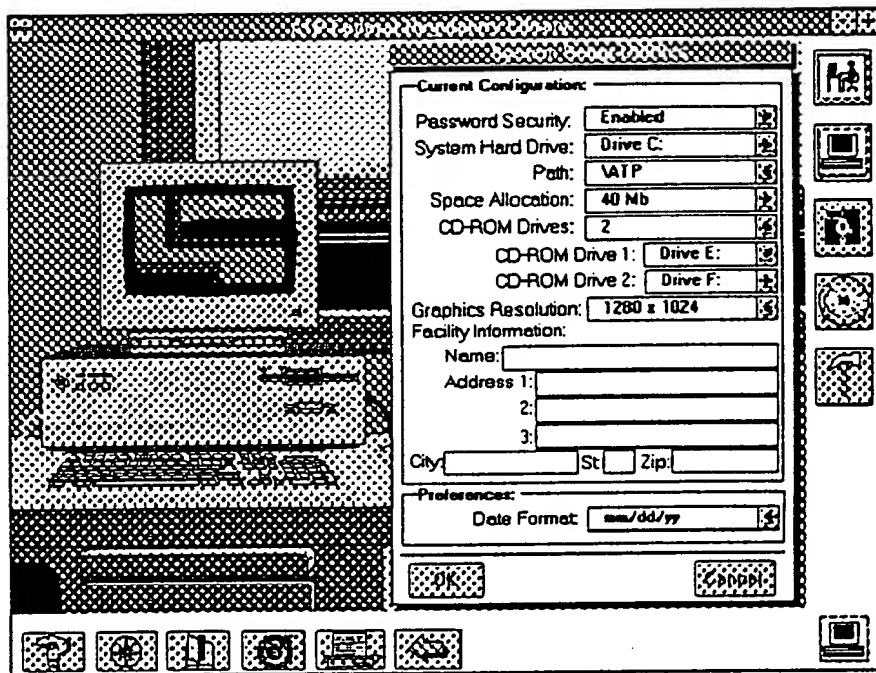 Current Configuration:
Password Security: Enabled
System Hard Drive: Drive C:
Path: \ATP
Space Allocation: 40 Mb
CD-ROM Drives: 2
CD-ROM Drive 1: Drive E:
CD-ROM Drive 2: Drive F:
Graphics Resolution: 1280 x 1024
Facility Information:
Name:
Address 1:
2:
3:
City: St Zip:
Preferences:
Date Format: mm/dd/yy
OK Cancel